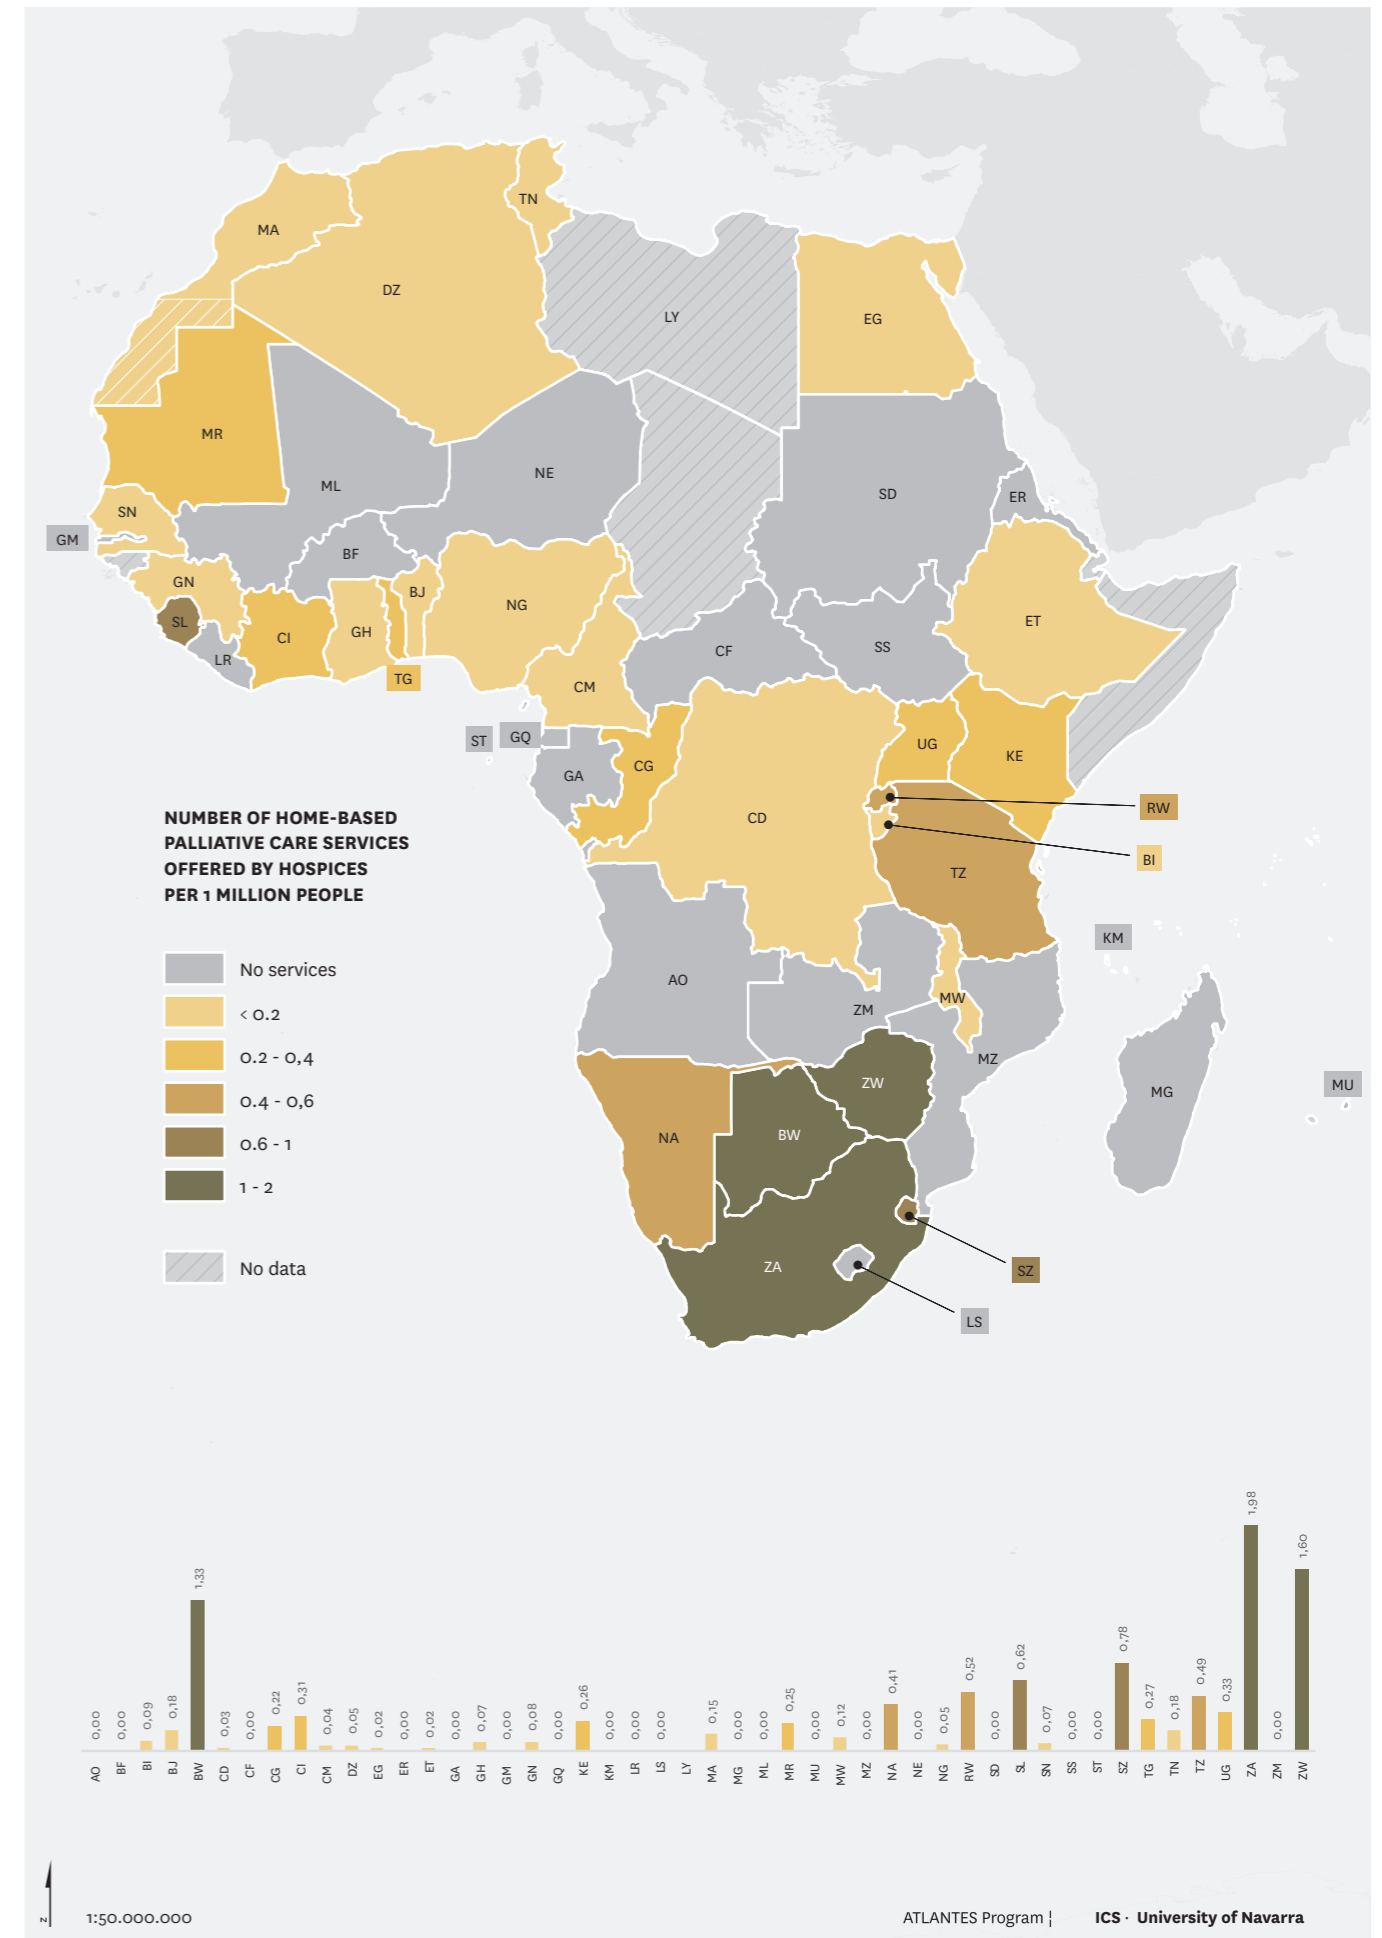 TN
MA
DZ
LY
EG
MR
NE
ML
SD
ER
SN
GM
BF
GN
BJ
NG
SL
CI
GH
ET
LR
CF
SS
TG
CM
ST
GQ
UG
CG
KE
GA
RW
NUMBER OF HOME-BASED
PALLIATIVE CARE SERVICES
OFFERED BY HOSPICES
PER 1 MILLION PEOPLE
CD
BI
TZ
KM
No services
AO
MW
ZM
< 0.2
0.2 - 0,4
MZ
ZW
MU
MG
0.4 - 0,6
NA
BW
0.6 - 1
1 - 2
No data
ZA
SZ
LS
0,00 0,00 0,09 0,18 1,33 0,03 0,00 0,22 0,31 0,04 0,05 0,02 0,00 0,02 0,00 0,07 0,00 0,08 0,00 0,26 0,00 0,00 0,00 0,15 0,00 0,00 0,25 0,00 0,12 0,00 0,41 0,00 0,05 0,52 0,00 0,62 0,07 0,00 0,00 0,78 0,27 0,18 0,49 0,33 1,98 0,00 1,60
AO BF BI BJ BW CD CF CG CI CM DZ EG ER ET GA GH GM GN GQ KE KM LR LS LY MA MG ML MR MU MW MZ NA NE NG RW SD SL SN SS ST SZ TG TN TZ UG ZA ZM ZW
N
1:50.000.000
ATLANTES Program ¦ ICS · University of Navarra